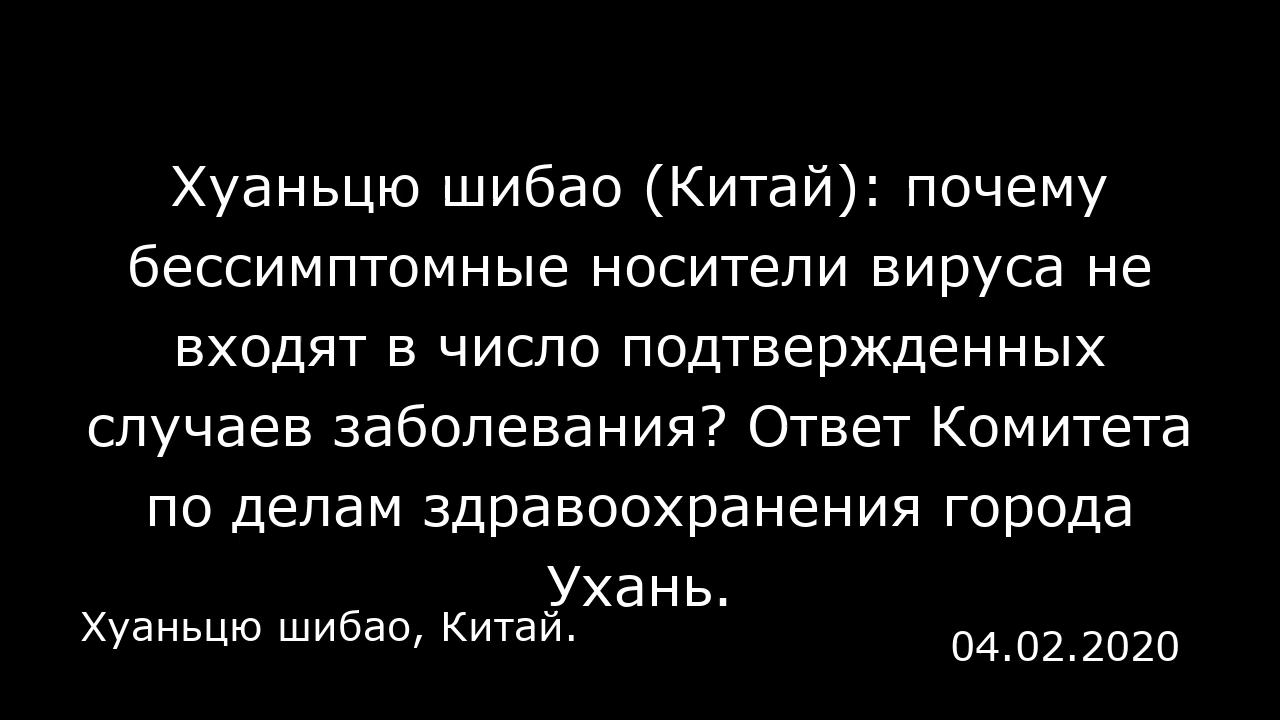 Хуаньцю шибао (Китай): почему
бессимптомные носители вируса не
входят в число подтвержденных
случаев заболевания? Ответ Комитета
по делам здравоохранения города
Ухань.
Хуаньцю шибао, Китай.
04.02.2020